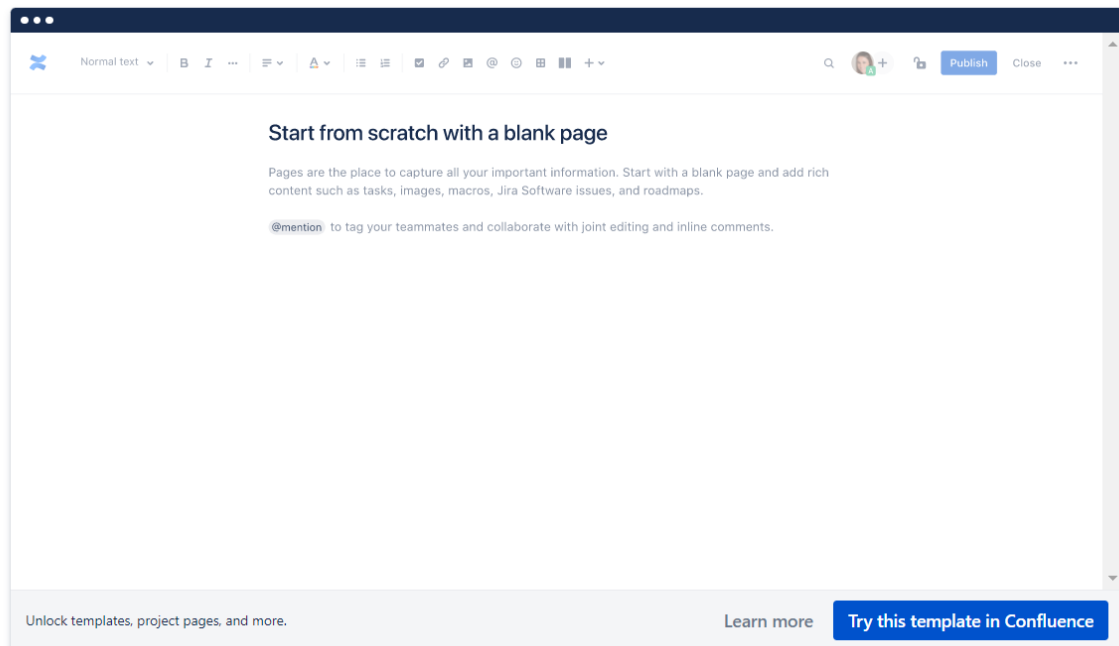 Normal text
Publish
Close
Start from scratch with a blank page
Pages are the place to capture all your important information. Start with a blank page and add rich
content such as tasks, images, macros, Jira Software issues, and roadmaps.
@mention to tag your teammates and collaborate with joint editing and inline comments.
Unlock templates, project pages, and more.
Learn more
Try this template in Confluence